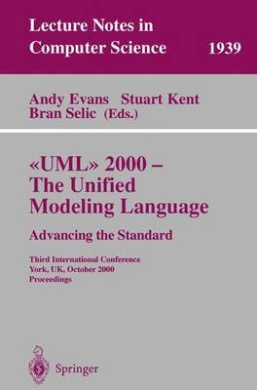 Lecture Notes in
Computer Science 1939
Andy Evans Stuart Kent
Bran Selic (Eds.)
«UML» 2000 –
The Unified
Modeling Language
Advancing the Standard
Third International Conference
York, UK, October 2000
Proceedings
Springer